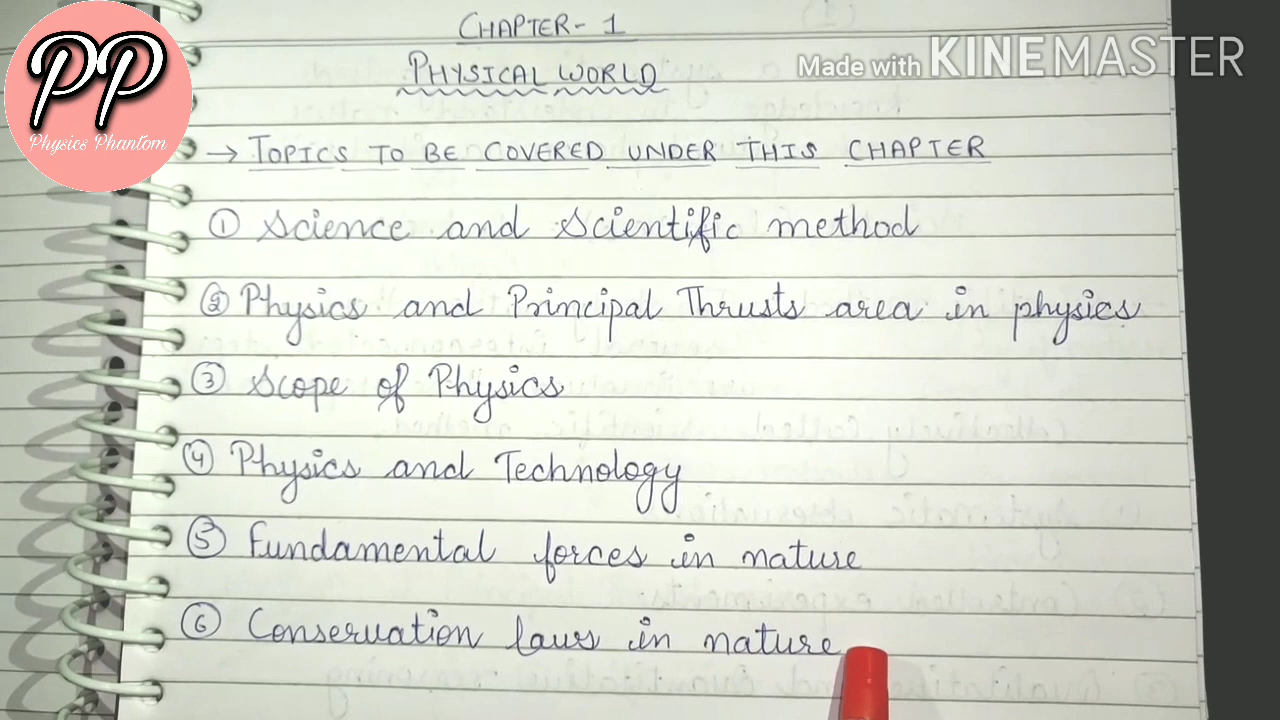 CHAPTER- 1
PHYSICAL WORLD
Made with KINEMASTER
PP
Physics Phantom
→ TOPICS TO BE COVERED UNDER THIS CHAPTER
① Science and Scientific method
② Physics and Principal Thrusts area in physics
③ Scope of Physics
④ Physics and Technology
⑤ Fundamental forces in nature
⑥ Conservation laws in nature